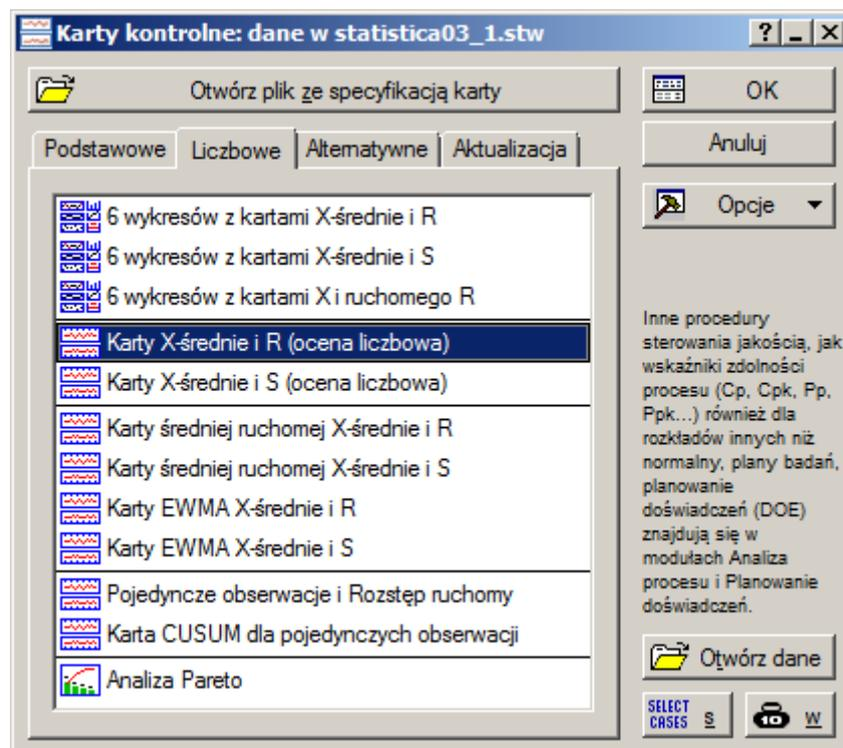 Karty kontrolne: dane w statistica03_1.stw
Otwórz plik ze specyfikacją karty
OK
Anuluj
Opcje
Podstawowe
Liczbowe
Alternatywne
Aktualizacja
6 wykresów z kartami X-średnie i R
6 wykresów z kartami X-średnie i S
6 wykresów z kartami X i ruchomego R
Karty X-średnie i R (ocena liczbowa)
Karty X-średnie i S (ocena liczbowa)
Karty średniej ruchomej X-średnie i R
Karty średniej ruchomej X-średnie i S
Karty EWMA X-średnie i R
Karty EWMA X-średnie i S
Pojedyncze obserwacje i Rozstęp ruchomy
Karta CUSUM dla pojedynczych obserwacji
Analiza Pareto
Inne procedury
sterowania jakością, jak
wskaźniki zdolności
procesu (Cp, Cpk, Pp,
Ppk...) również dla
rozkładów innych niż
normalny, plany badań,
planowanie
doświadczeń (DOE)
znajdują się w
modułach Analiza
procesu i Planowanie
doświadczeń.
Otwórz dane
SELECT
CASES
S
W